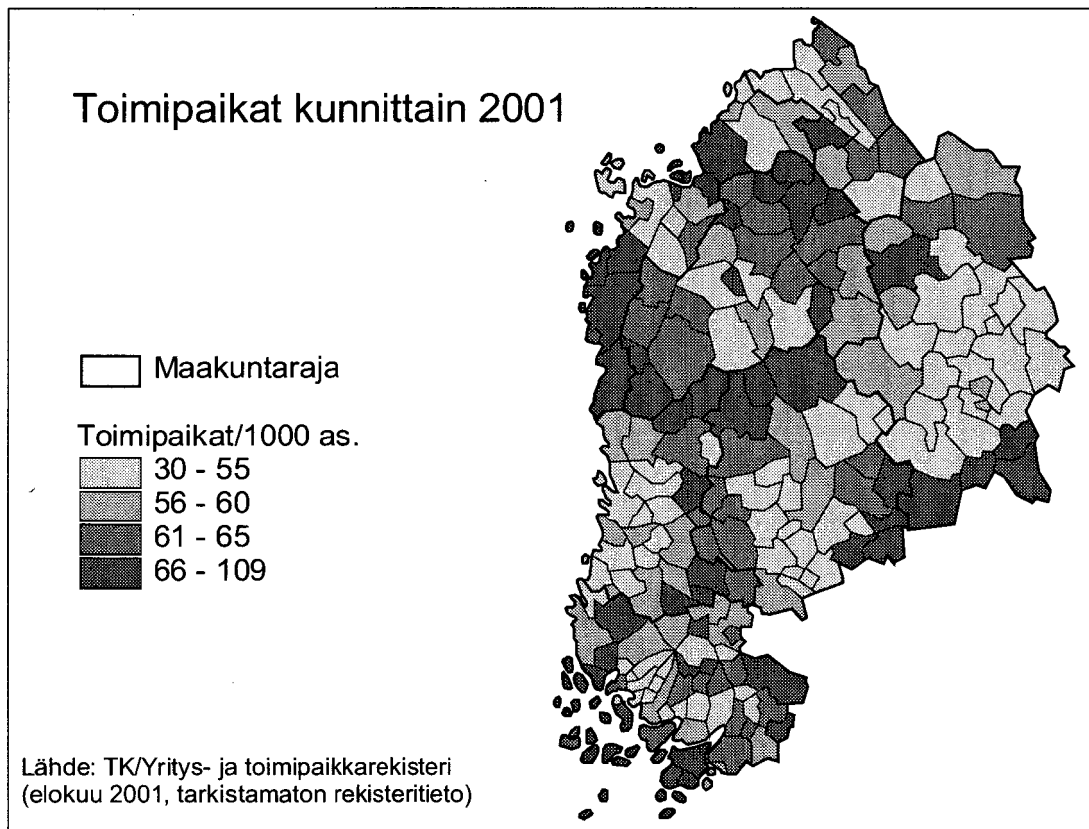 Toimipaikat kunnittain 2001
Maakuntaraja
Toimipaikat/1000 as.
30 - 55
56 - 60
61 - 65
66 - 109
Lähde: TK/Yritys- ja toimipaikkarekisteri
(elokuu 2001, tarkistamaton rekisteritieto)